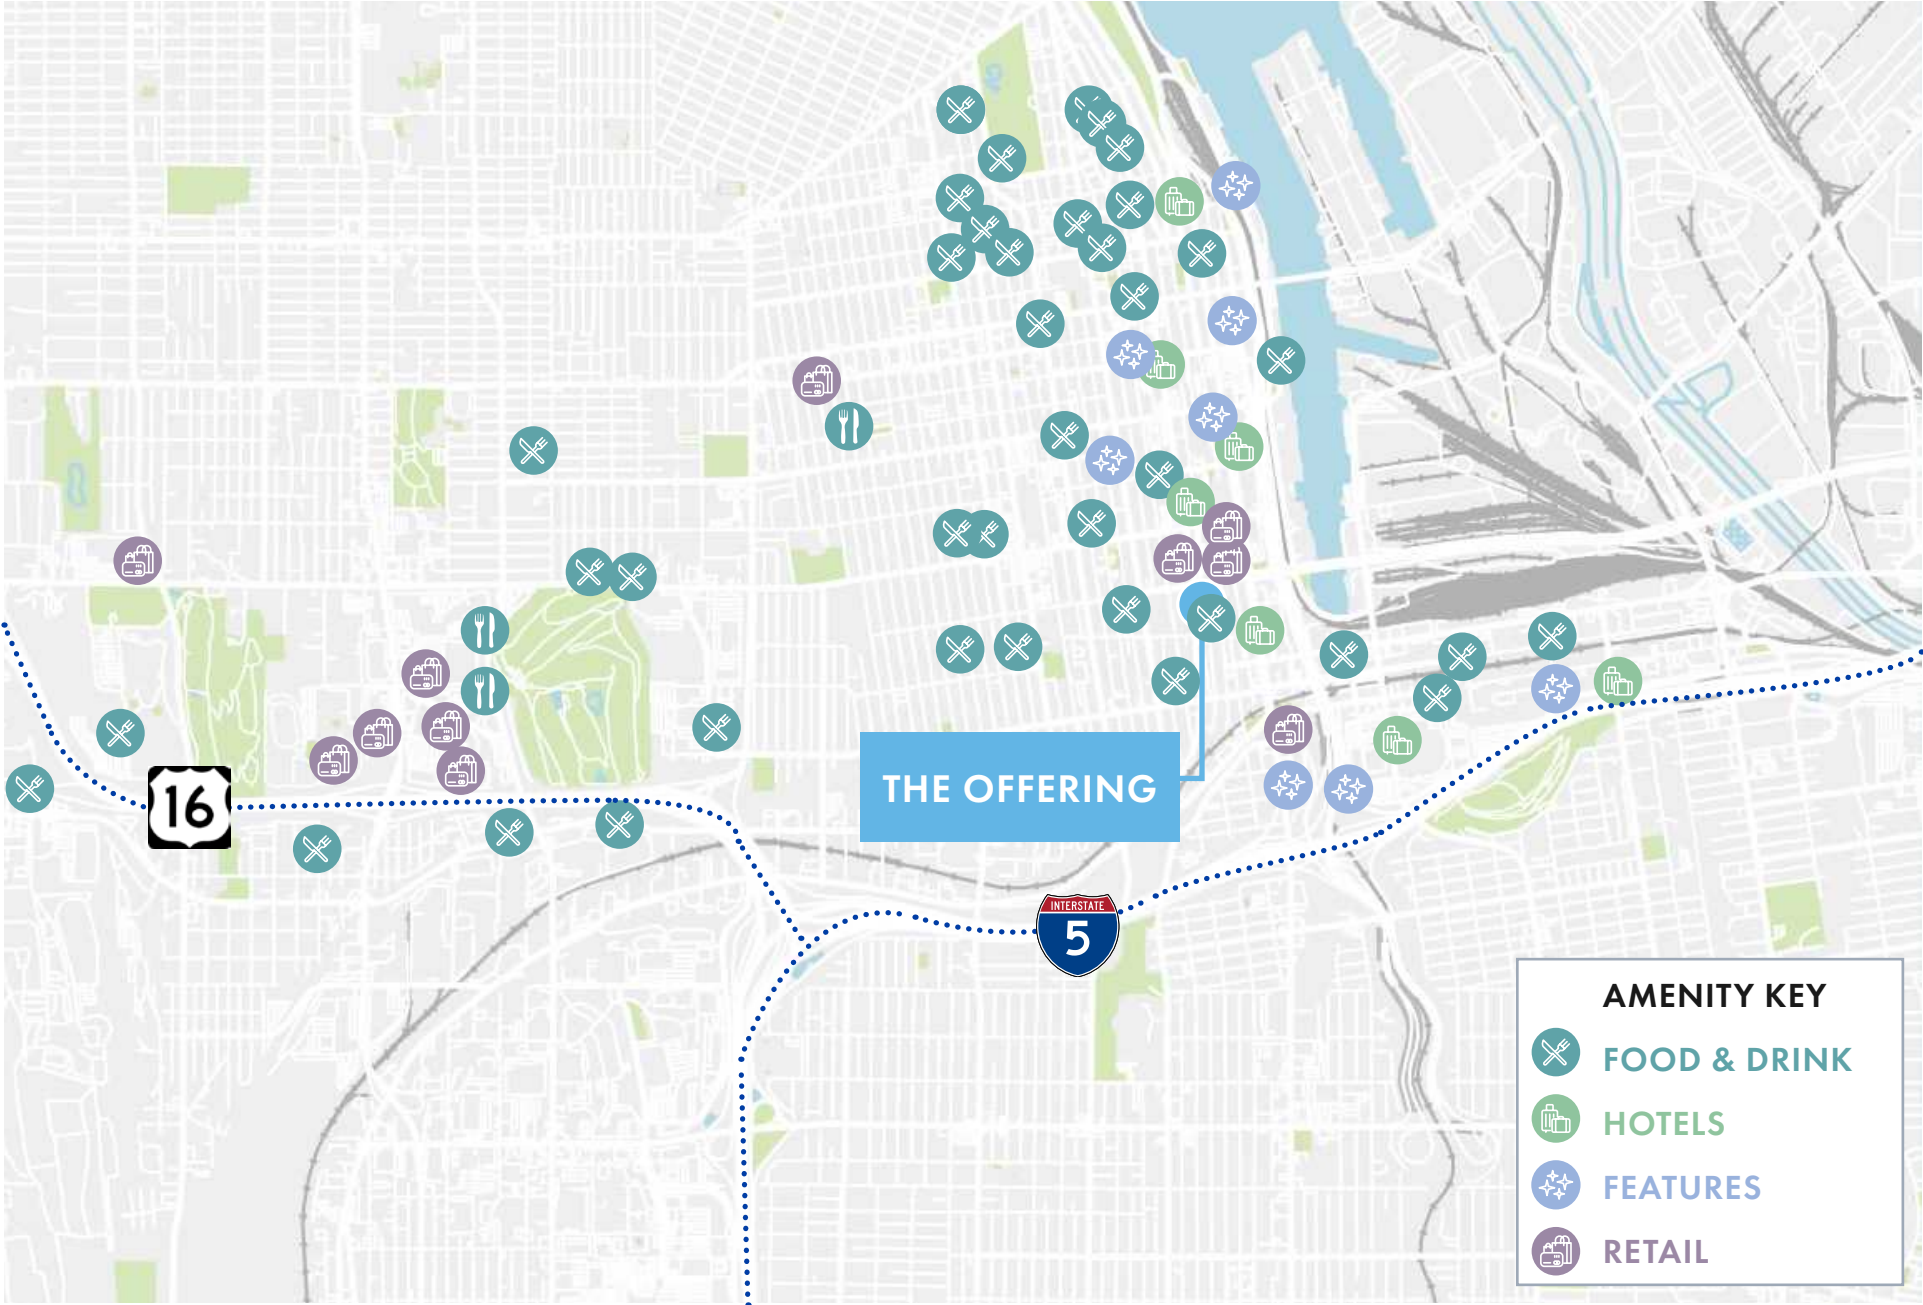 16
THE OFFERING
INTERSTATE
5
AMENITY KEY
FOOD & DRINK
HOTELS
FEATURES
RETAIL